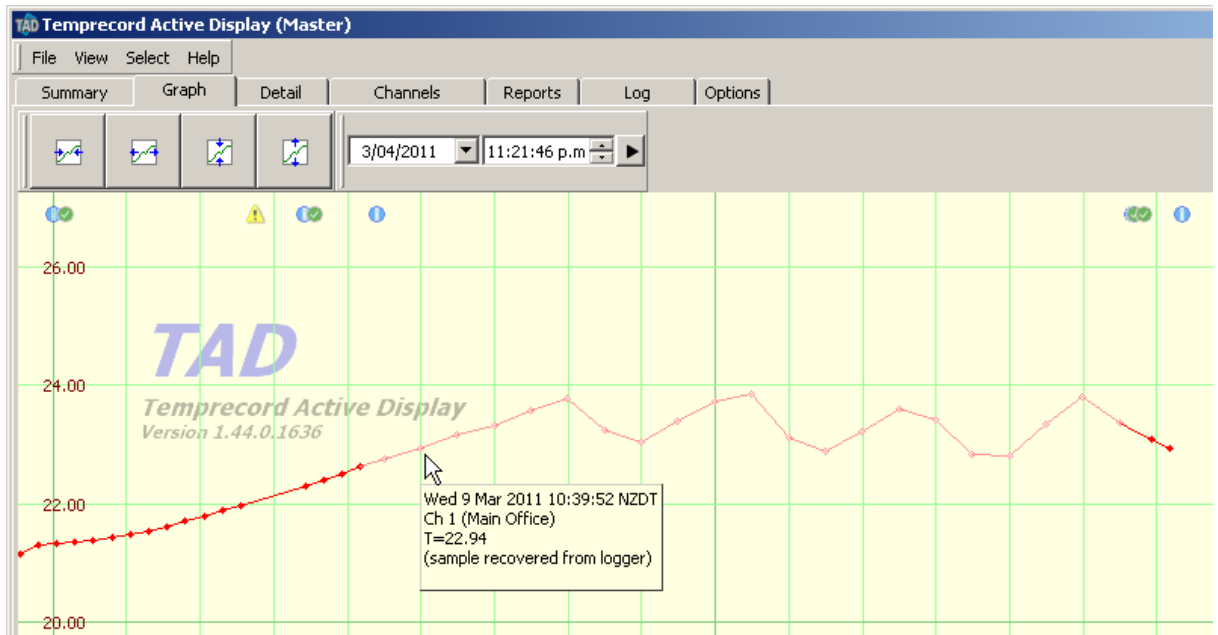 TAD Temprecord Active Display (Master)
File View Select Help
Summary Graph Detail Channels Reports Log Options
3/04/2011 11:21:46 p.m
26.00
TAD
24.00
Temprecord Active Display
Version 1.44.0.1636
22.00
Wed 9 Mar 2011 10:39:52 NZDT
Ch 1 (Main Office)
T=22.94
(sample recovered from logger)
20.00